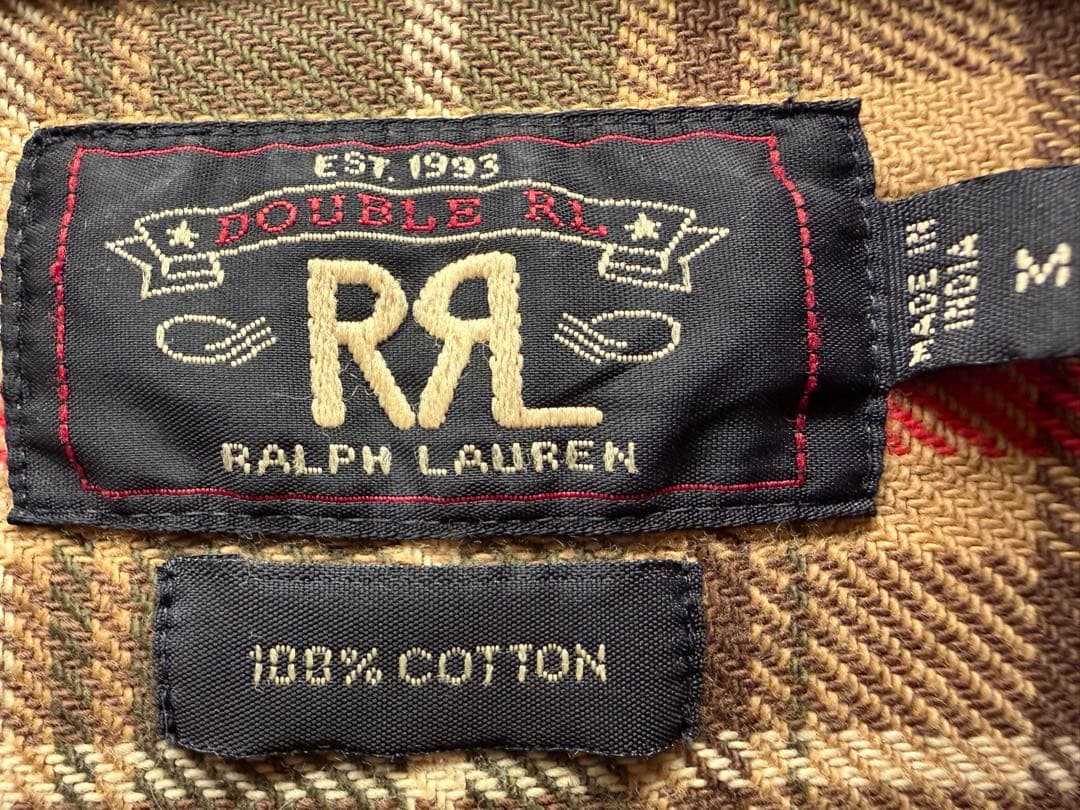 EST. 1993
DOUBLE RL
RRL
RALPH LAUREN
MADE IN
INDIA
M
100% COTTON